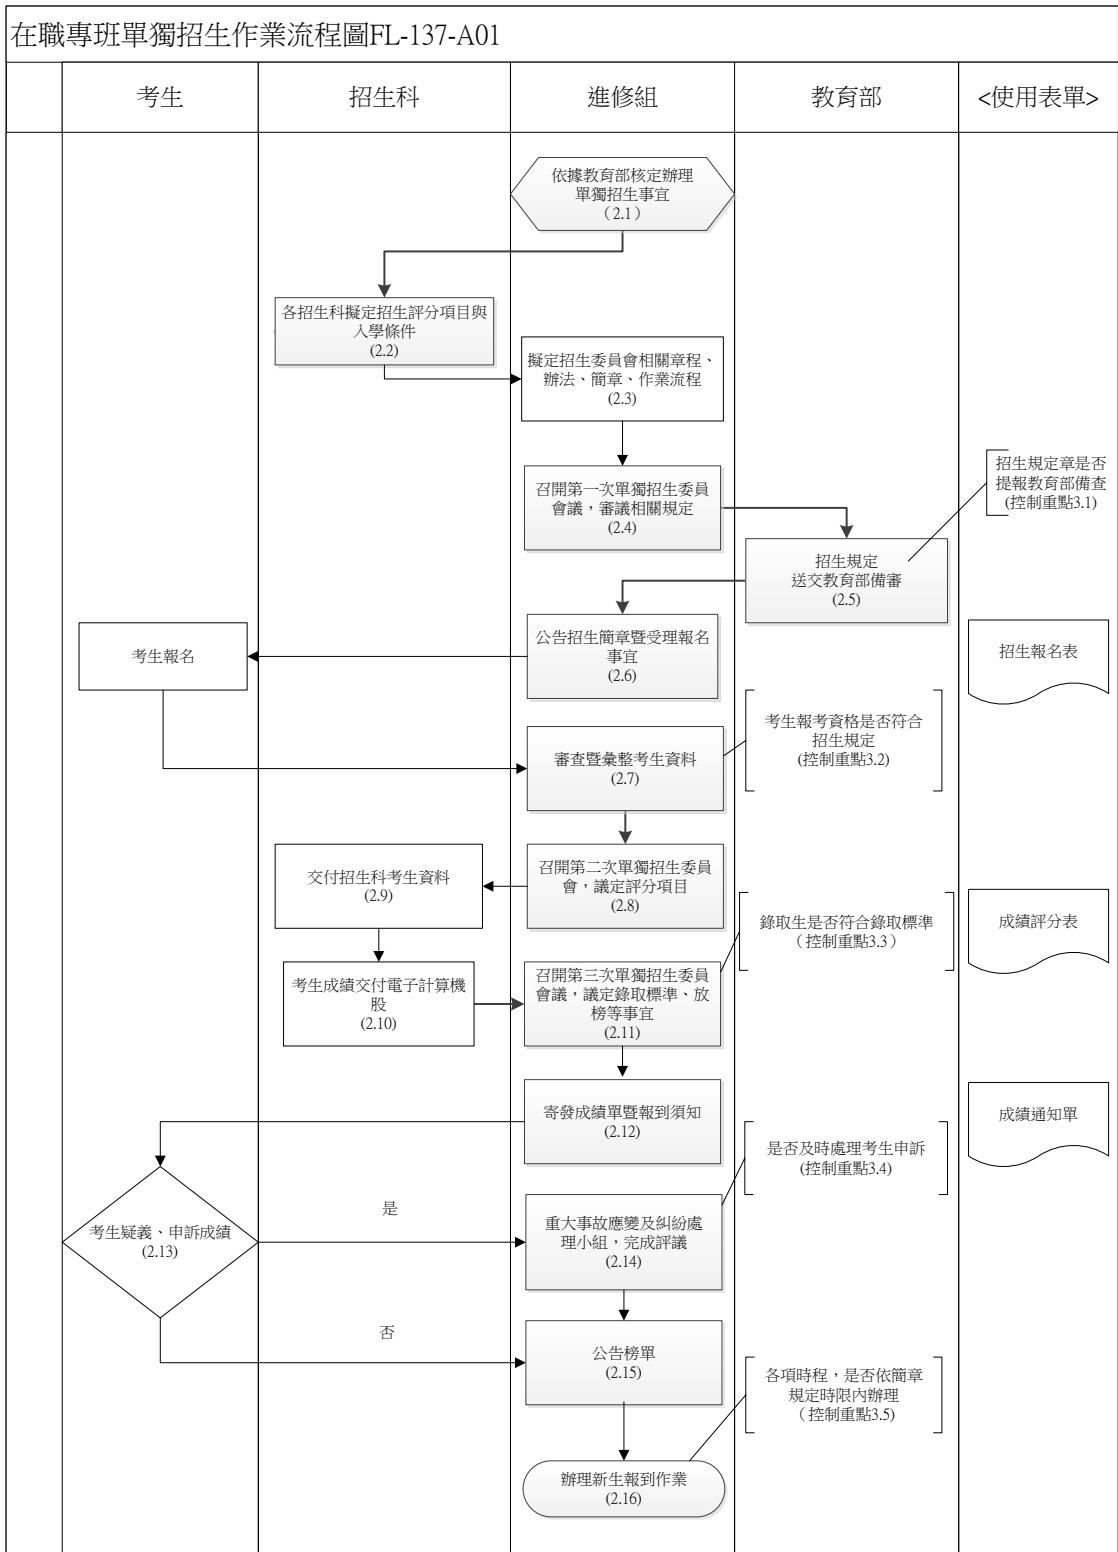 在職專班單獨招生作業流程圖FL-137-A01
考生
招生科
進修組
教育部
<使用表單>
依據教育部核定辦理
單獨招生事宜
（2.1）
各招生科擬定招生評分項目與
入學條件
(2.2)
擬定招生委員會相關章程、
辦法、簡章、作業流程
(2.3)
招生規定章是否
提報教育部備查
(控制重點3.1)
召開第一次單獨招生委員
會議，審議相關規定
(2.4)
招生規定
送交教育部備審
(2.5)
公告招生簡章暨受理報名
事宜
(2.6)
考生報名
招生報名表
考生報考資格是否符合
招生規定
(控制重點3.2)
審查暨彙整考生資料
(2.7)
召開第二次單獨招生委員
會，議定評分項目
(2.8)
交付招生科考生資料
(2.9)
錄取生是否符合錄取標準
（控制重點3.3）
成績評分表
考生成績交付電子計算機
股
(2.10)
召開第三次單獨招生委員
會議，議定錄取標準、放
榜等事宜
(2.11)
寄發成績單暨報到須知
(2.12)
成績通知單
是否及時處理考生申訴
(控制重點3.4)
是
考生疑義、申訴成績
(2.13)
重大事故應變及糾紛處
理小組，完成評議
(2.14)
否
公告榜單
(2.15)
各項時程，是否依簡章
規定時限內辦理
（控制重點3.5)
辦理新生報到作業
(2.16)